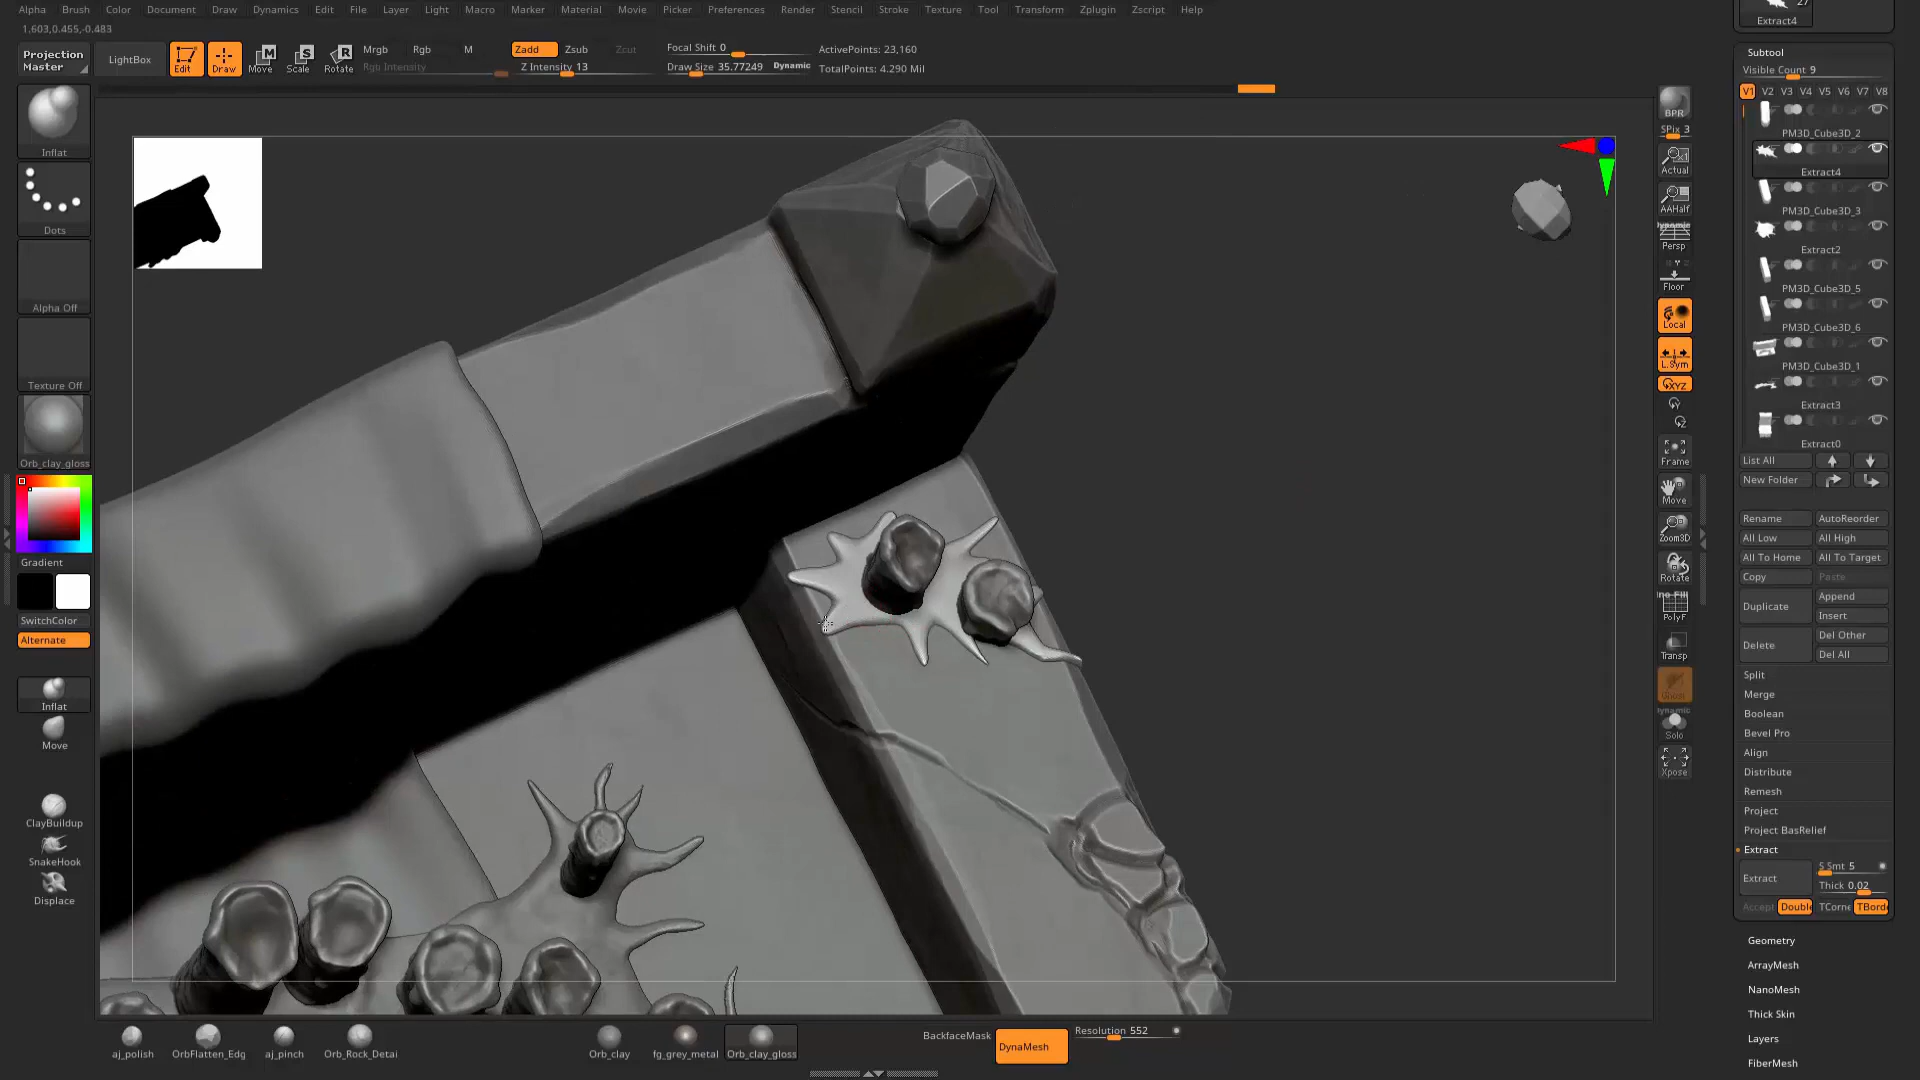 Alpha Brush Color Document Draw Dynamics Edit File Layer Light Macro Marker Material Movie Picker Preferences Render Stencil Stroke Texture Tool Transform Zplugin Zscript Help
1,603,0.455,-0.483
Projection Master
LightBox
Edit
Draw
Move
Scale
Rotate
Mrgb Rgb M
Rgb Intensity
Zadd Zsub Zcut
Z Intensity 13
Focal Shift 0
Draw Size 35.77249 Dynamic
ActivePoints: 23,160
TotalPoints: 4.290 Mil
Inflat
Dots
Alpha Off
Texture Off
Orb_clay_gloss
Gradient
SwitchColor
Alternate
Inflat
Move
ClayBuildup
SnakeHook
Displace
BPR
SPix 3
Actual
AAHalf
Dynamic
Persp
Floor
Local
L.Sym
XYZ
Frame
Move
Zoom3D
Rotate
PolyF
Transp
Dynamic
Solo
Xpose
27
Extract4
Subtool
Visible Count 9
V1 V2 V3 V4 V5 V6 V7 V8
PM3D_Cube3D_2
Extract4
PM3D_Cube3D_3
Extract2
PM3D_Cube3D_5
PM3D_Cube3D_6
PM3D_Cube3D_1
Extract3
Extract0
List All
New Folder
Rename AutoReorder
All Low All High
All To Home All To Target
Copy Paste
Duplicate Append
Insert
Delete Del Other
Del All
Split
Merge
Boolean
Bevel Pro
Align
Distribute
Remesh
Project
Project BasRelief
Extract
Extract
S Smt 5
Thick 0.02
Accept Double TCorne TBorde
Geometry
ArrayMesh
NanoMesh
Thick Skin
Layers
FiberMesh
aj_polish
OrbFlatten_Edg
aj_pinch
Orb_Rock_Detai
Orb_clay
fg_grey_metal
Orb_clay_gloss
BackfaceMask
DynaMesh
Resolution 552